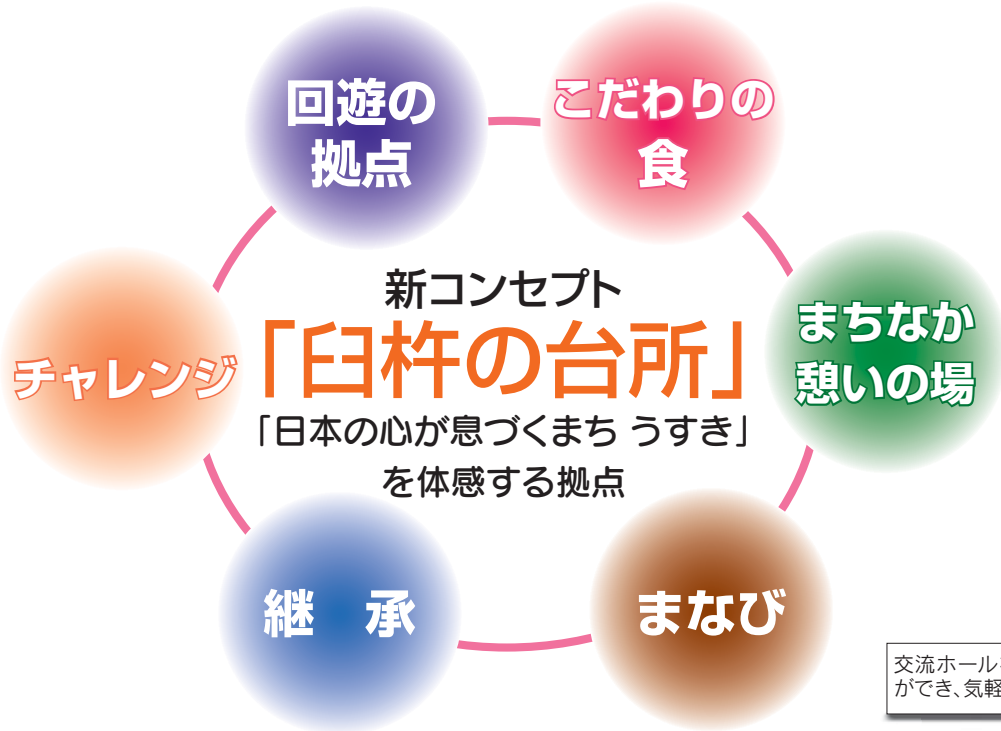 回遊の
拠点
こだわりの
食
新コンセプト
「臼杵の台所」
「日本の心が息づくまち うすき」
を体感する拠点
まちなか
憩いの場
チャレンジ
継　承
まなび
交流ホール
ができ、気軽